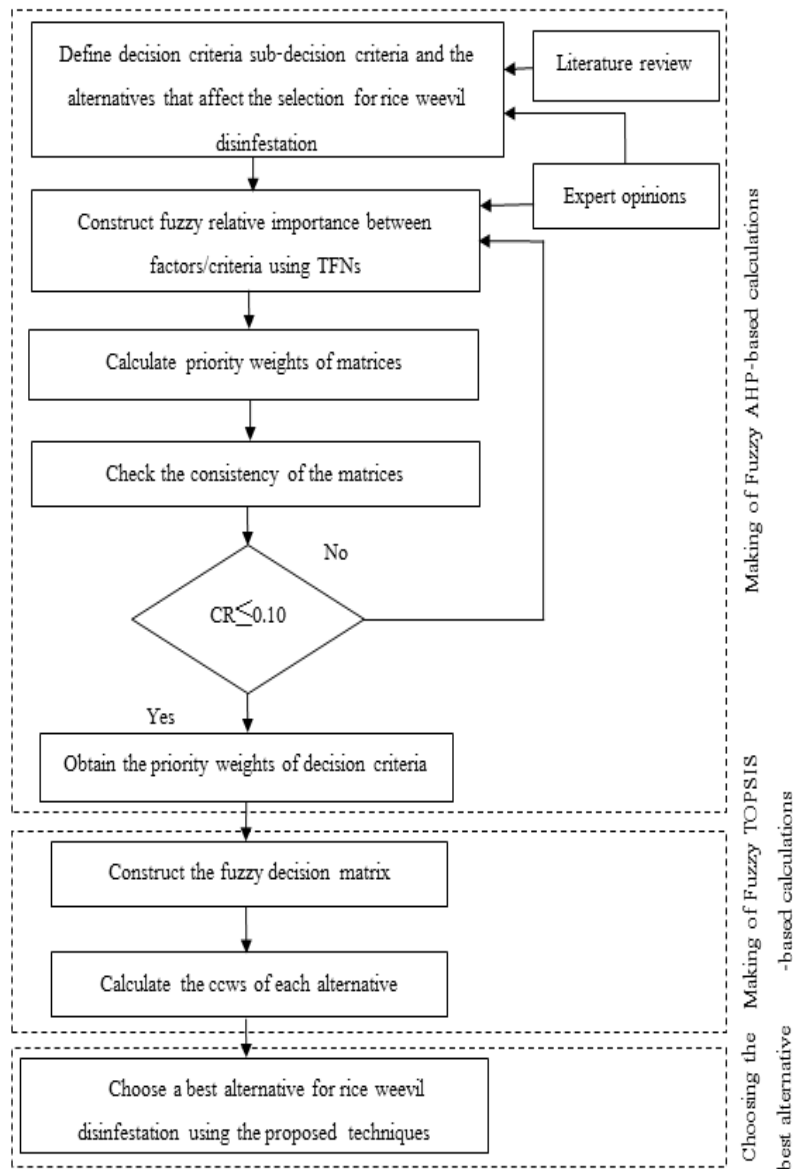 Define decision criteria sub-decision criteria and the
alternatives that affect the selection for rice weevil
disinfestation
Literature review
Expert opinions
Construct fuzzy relative importance between
factors/criteria using TFNs
Calculate priority weights of matrices
Check the consistency of the matrices
No
CR≤0.10
Yes
Obtain the priority weights of decision criteria
Making of Fuzzy AHP-based calculations
Construct the fuzzy decision matrix
Calculate the ccws of each alternative
Making of Fuzzy TOPSIS
-based calculations
Choose a best alternative for rice weevil
disinfestation using the proposed techniques
Choosing the
best alternative